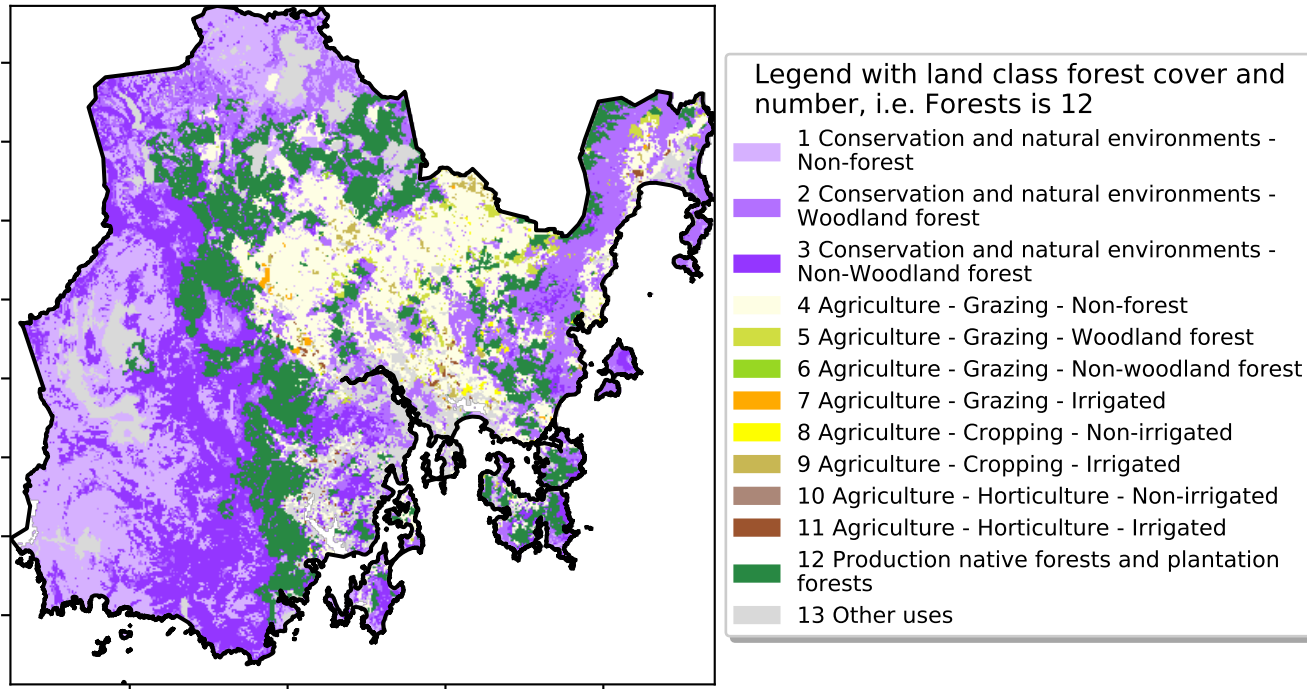 Legend with land class forest cover and
number, i.e. Forests is 12
1 Conservation and natural environments -
Non-forest
2 Conservation and natural environments -
Woodland forest
3 Conservation and natural environments -
Non-Woodland forest
4 Agriculture - Grazing - Non-forest
5 Agriculture - Grazing - Woodland forest
6 Agriculture - Grazing - Non-woodland forest
7 Agriculture - Grazing - Irrigated
8 Agriculture - Cropping - Non-irrigated
9 Agriculture - Cropping - Irrigated
10 Agriculture - Horticulture - Non-irrigated
11 Agriculture - Horticulture - Irrigated
12 Production native forests and plantation
forests
13 Other uses